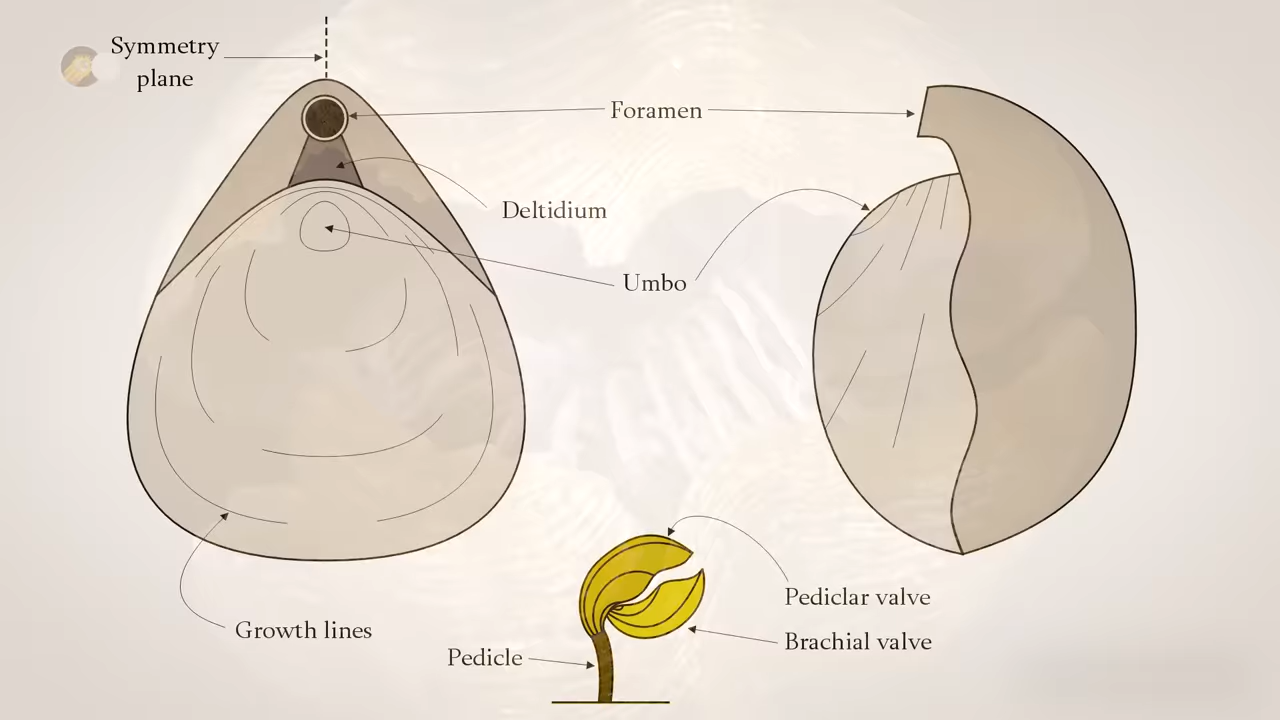 Symmetry
plane
Foramen
Deltidium
Umbo
Pediclar valve
Growth lines
Brachial valve
Pedicle